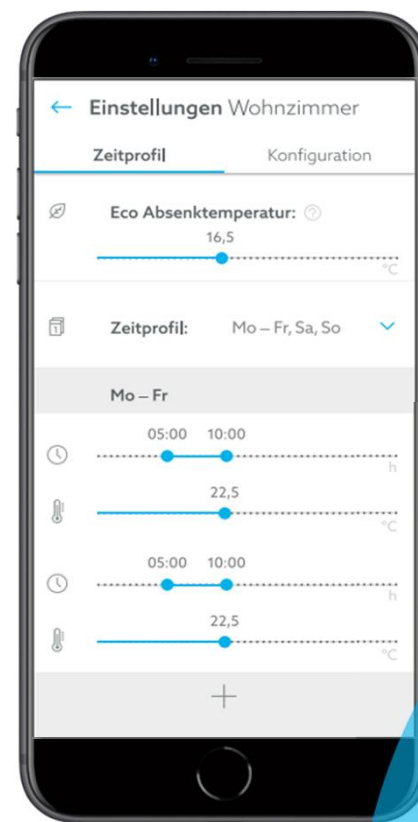 ← Einstellungen Wohnzimmer
Zeitprofil Konfiguration
Eco Absenktemperatur: ?
16,5
°C
1 Zeitprofil: Mo – Fr, Sa, So
Mo – Fr
05:00 10:00
h
22,5
°C
05:00 10:00
h
22,5
°C
+